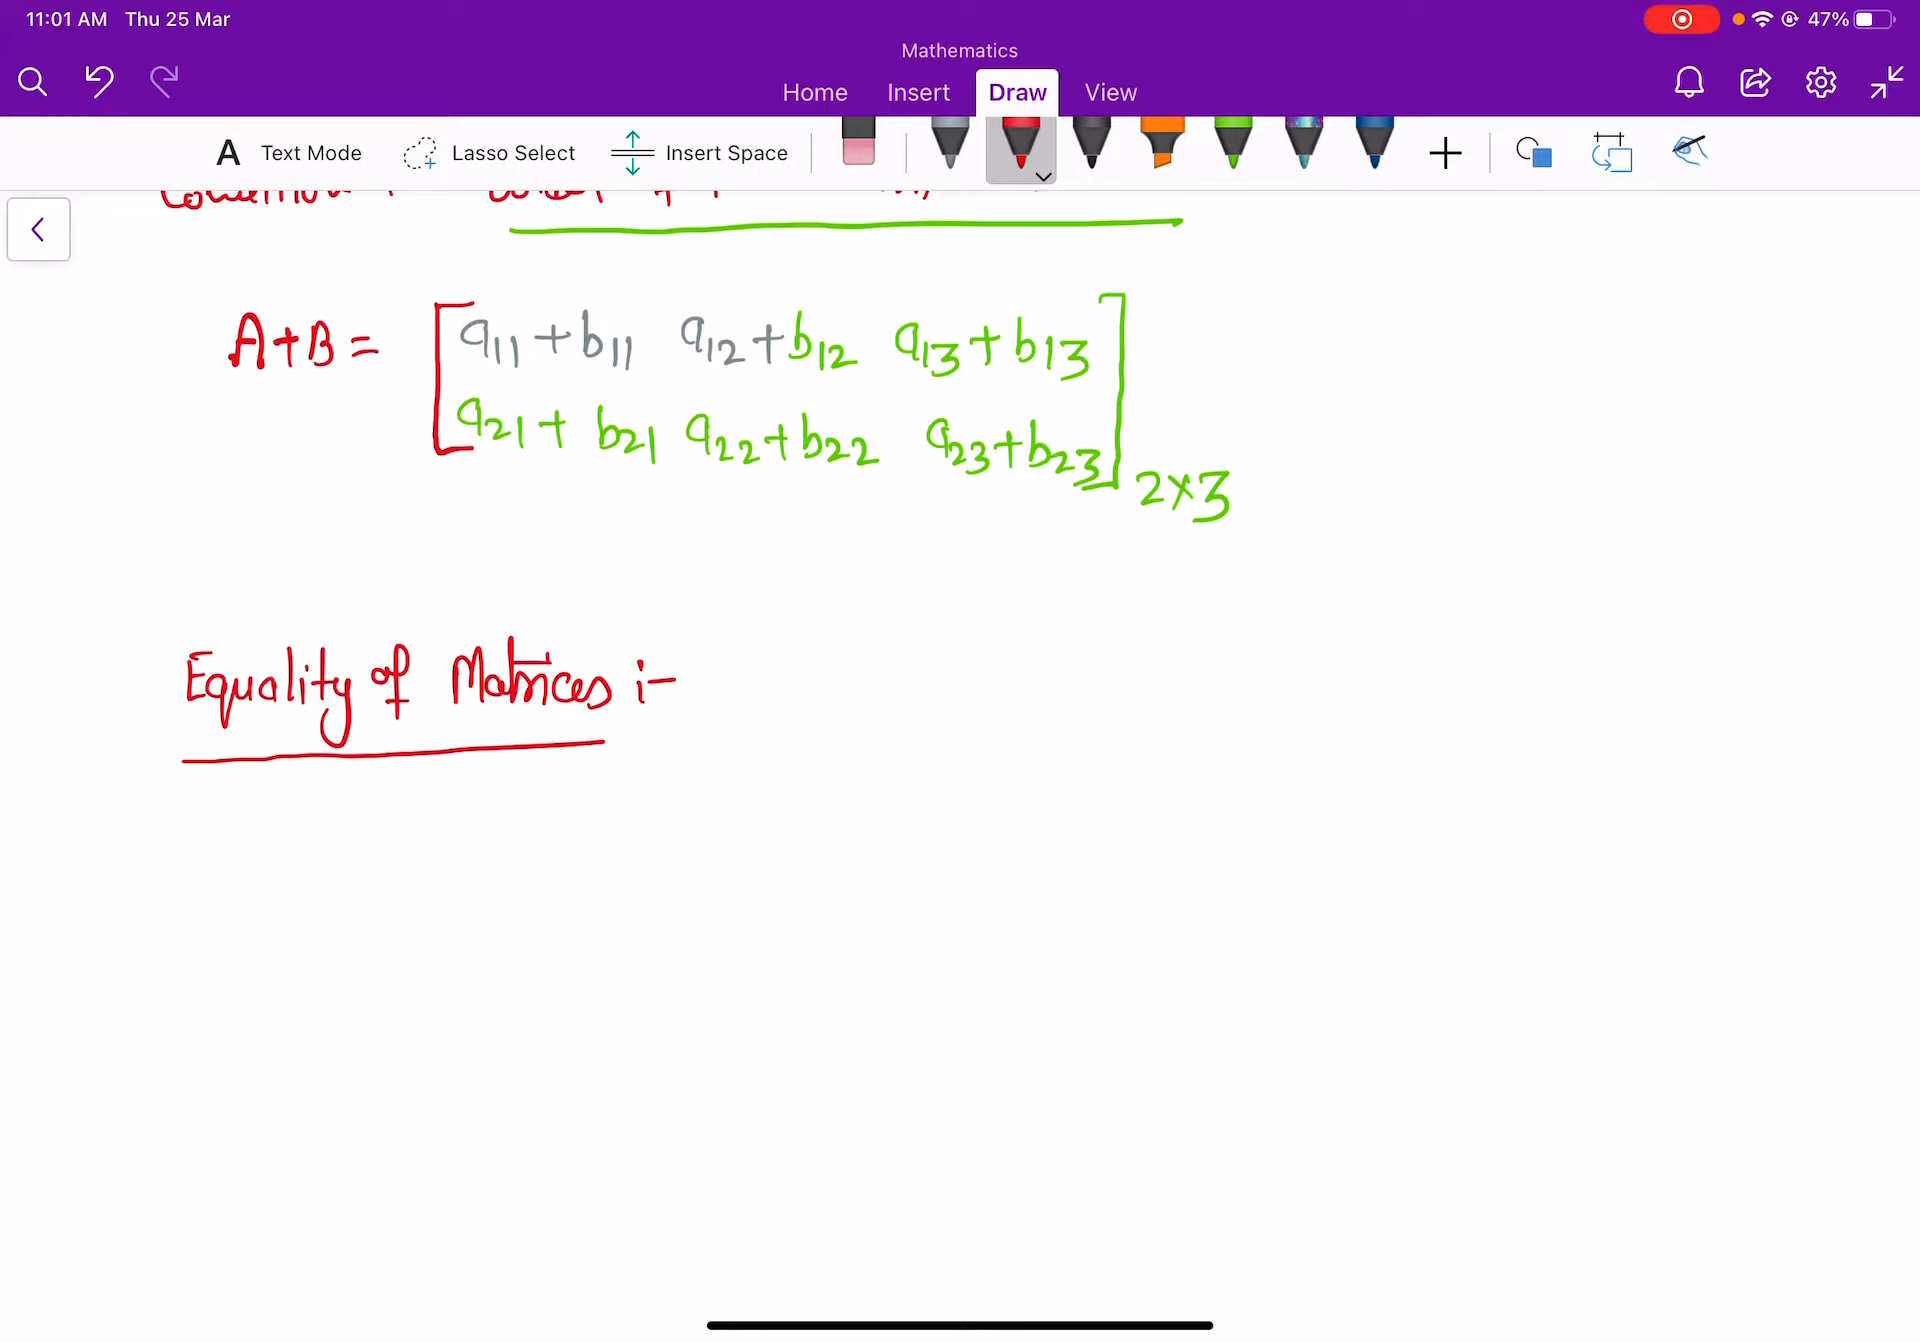 11:01 AM Thu 25 Mar 47%
Mathematics
Home Insert Draw View
A Text Mode Lasso Select Insert Space
A+B = [ a11+b11 a12+b12 a13+b13
a21+ b21 a22+b22 a23+b23 ] 2×3
Equality of Matrices :-